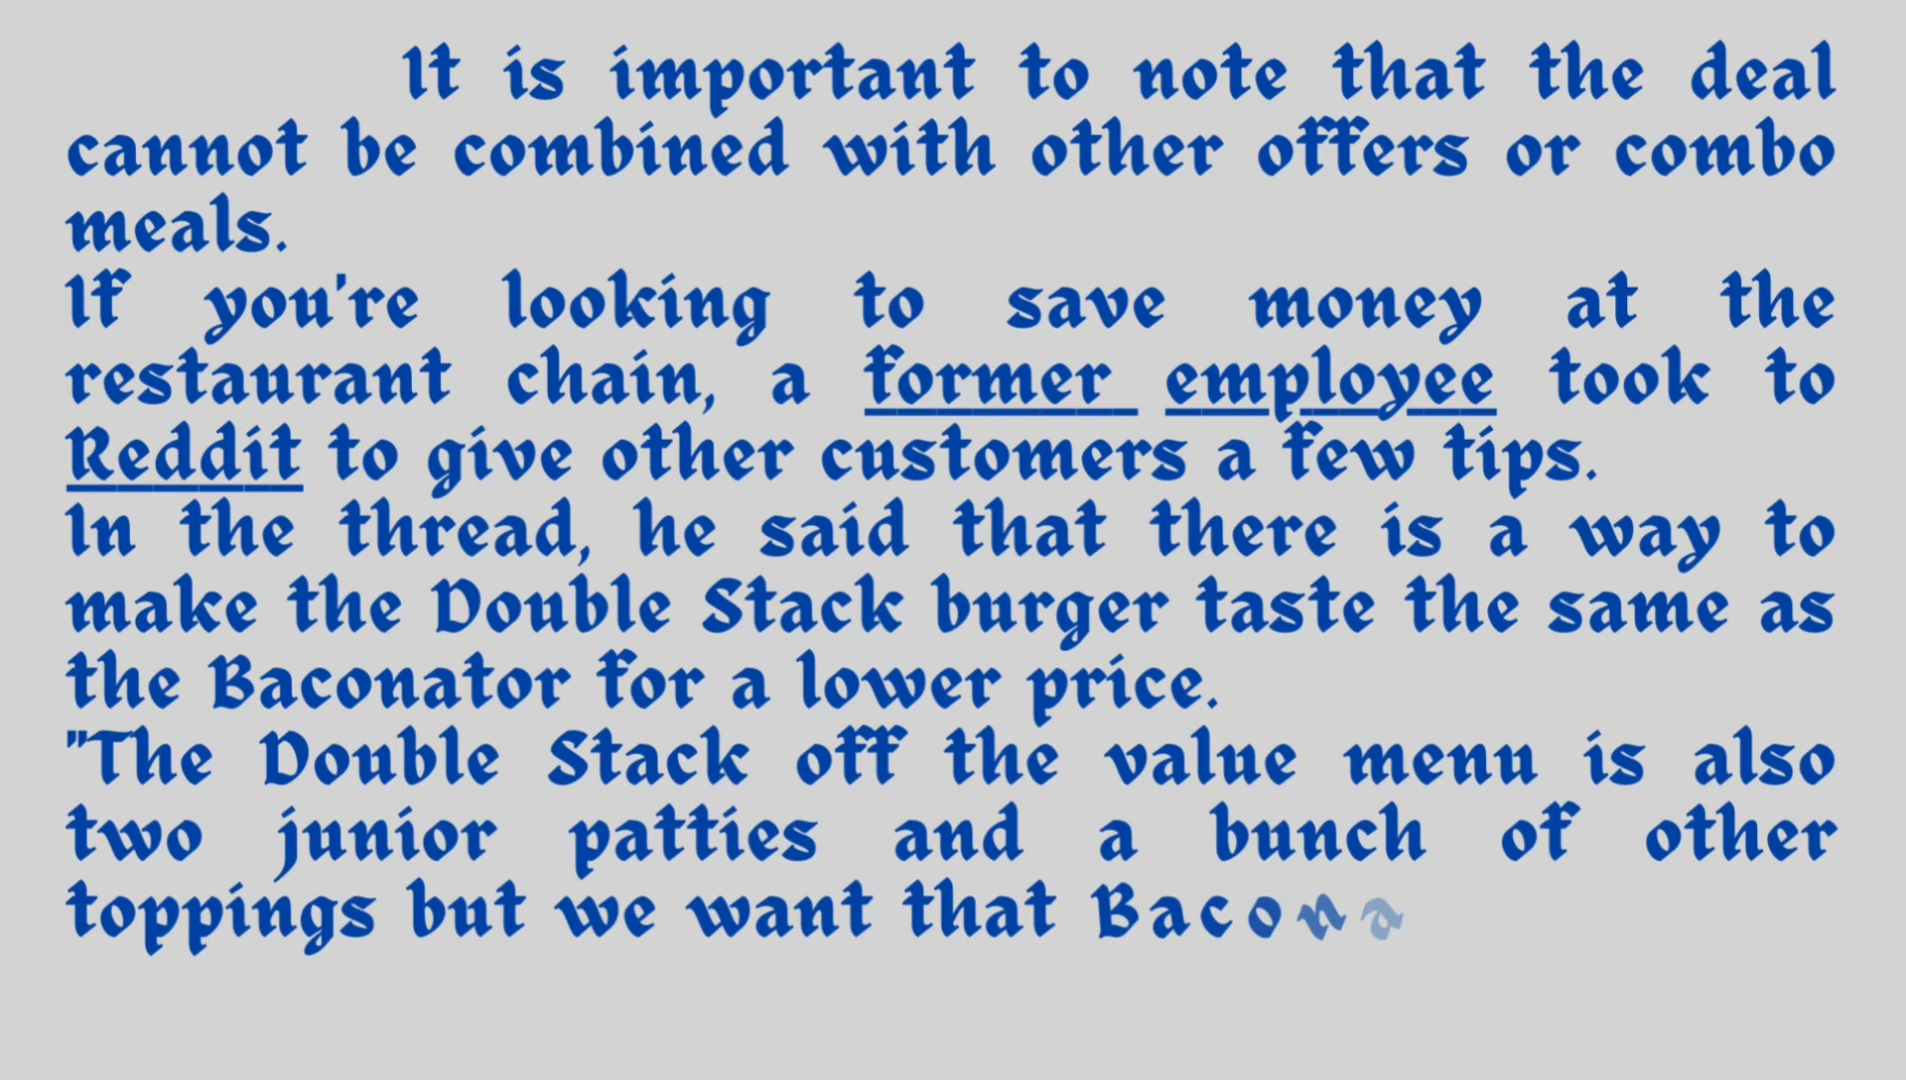 It is important to note that the deal
cannot be combined with other offers or combo
meals.
If you're looking to save money at the
restaurant chain, a former employee took to
Reddit to give other customers a few tips.
In the thread, he said that there is a way to
make the Double Stack burger taste the same as
the Baconator for a lower price.
"The Double Stack off the value menu is also
two junior patties and a bunch of other
toppings but we want that Bacona